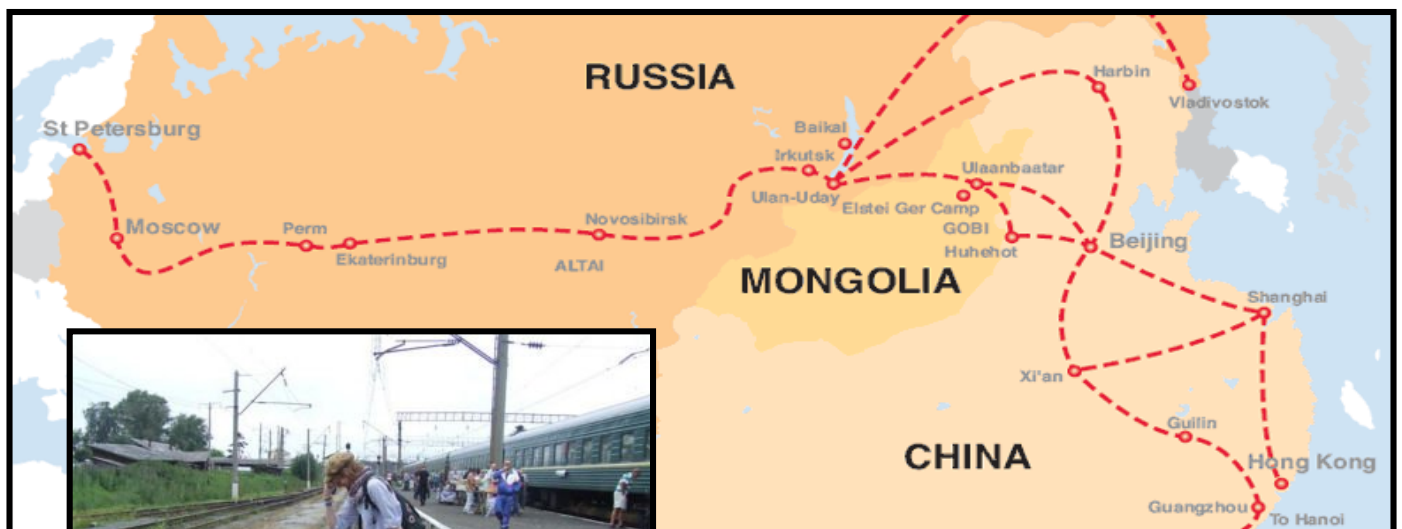 RUSSIA
Harbin
Vladivostok
St Petersburg
Baikal
Irkutsk
Ulaanbaatar
Ulan-Uday
Elstei Ger Camp
Moscow
Perm
Novosibirsk
GOBI
Huhehot
Beijing
Ekaterinburg
ALTAI
MONGOLIA
Shanghai
Xi'an
Guilin
CHINA
Hong Kong
Guangzhou
To Hanoi